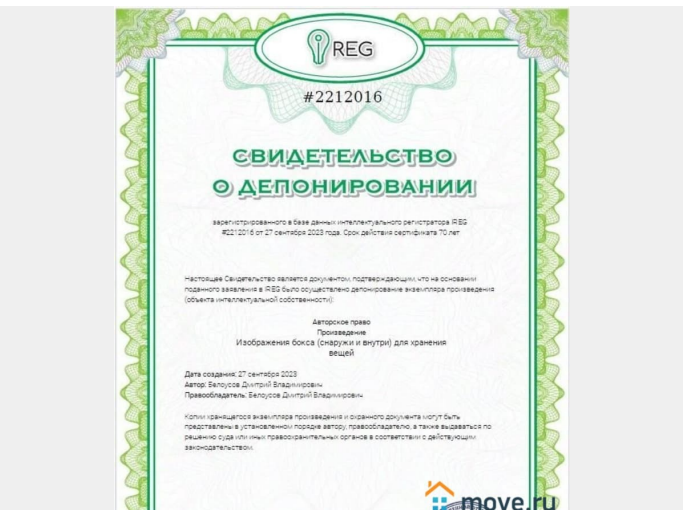 REG
#2212016
СВИДЕТЕЛЬСТВО
О ДЕПОНИРОВАНИИ
зарегистрированного в базе данных интеллектуального регистратора IREG
#2212016 от 27 сентября 2023 года. Срок действия сертификата 70 лет
Настоящее Свидетельство является документом, подтверждающим, что на основании
поданного заявления в IREG было осуществлено депонирование экземпляра произведения
(объекта интеллектуальной собственности):
Авторское право
Произведение
Изображения бокса (снаружи и внутри) для хранения
вещей
Дата создания: 27 сентября 2023
Автор: Белоусов Дмитрий Владимирович
Правообладатель: Белоусов Дмитрий Владимирович
Копии хранящегося экземпляра произведения и охранного документа могут быть
представлены в установленном порядке автору, правообладателю, а также выдаваться по
решению суда или иных правоохранительных органов в соответствии с действующим
законодательством.
move.ru